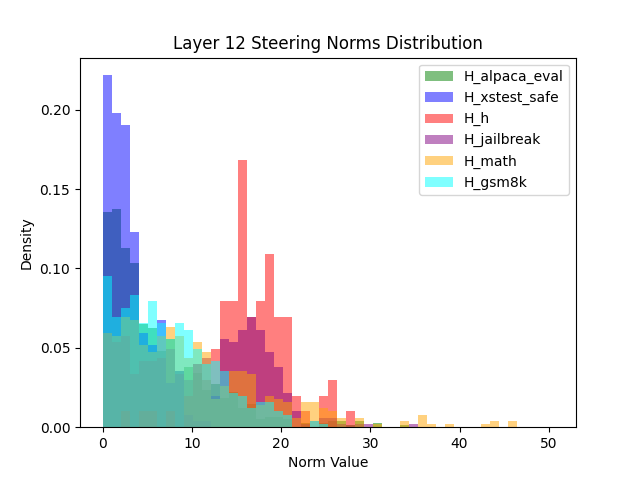 Layer 12 Steering Norms Distribution
H_alpaca_eval
H_xstest_safe
H_h
H_jailbreak
H_math
H_gsm8k
Density
0.20
0.15
0.10
0.05
0.00
0
10
20
30
40
50
Norm Value